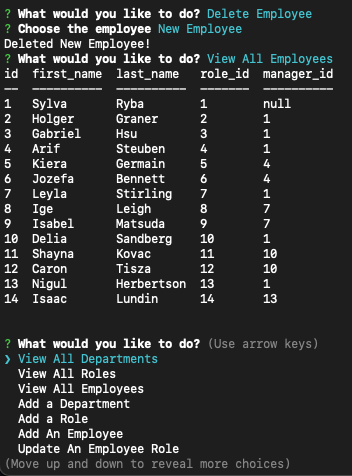 ? What would you like to do? Delete Employee
? Choose the employee New Employee
Deleted New Employee!
? What would you like to do? View All Employees
id first_name last_name role_id manager_id
-- ---------- --------- ------- ----------
1 Sylva Ryba 1 null
2 Holger Graner 2 1
3 Gabriel Hsu 3 1
4 Arif Steuben 4 1
5 Kiera Germain 5 4
6 Jozefa Bennett 6 4
7 Leyla Stirling 7 1
8 Ige Leigh 8 7
9 Isabel Matsuda 9 7
10 Delia Sandberg 10 1
11 Shayna Kovac 11 10
12 Caron Tisza 12 10
13 Nigul Herbertson 13 1
14 Isaac Lundin 14 13
? What would you like to do? (Use arrow keys)
❯ View All Departments
View All Roles
View All Employees
Add a Department
Add a Role
Add An Employee
Update An Employee Role
(Move up and down to reveal more choices)